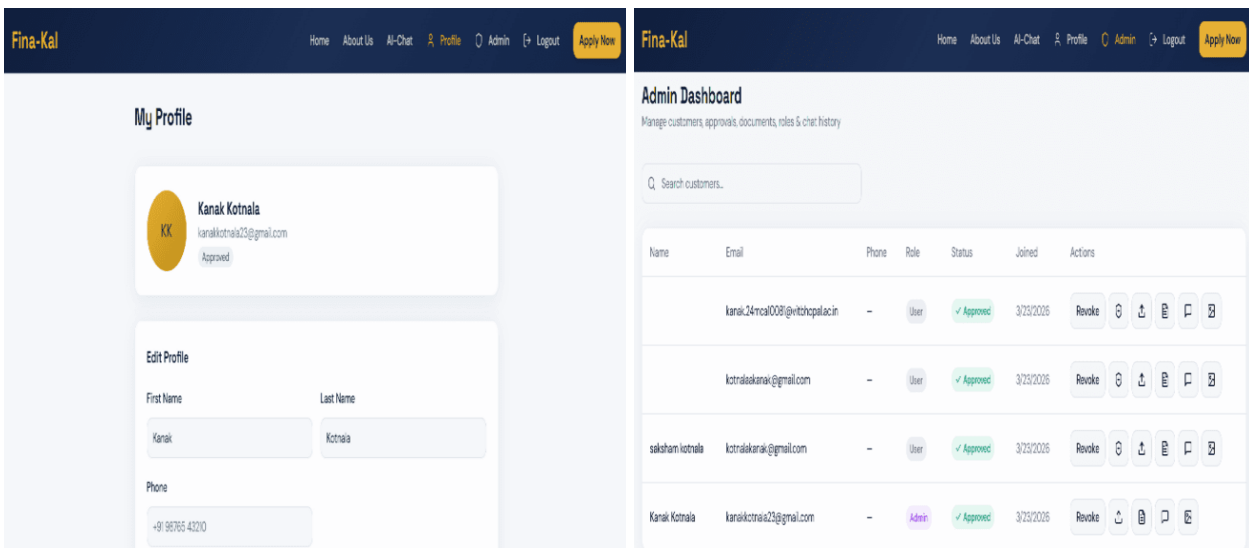 Fina-Kal
Home About Us AI-Chat Profile Admin Logout Apply Now
My Profile
KK
Kanak Kotnala
kanakkotnala23@gmail.com
Approved
Edit Profile
First Name Last Name
Kanak Kotnala
Phone
+91 98765 43210
Fina-Kal
Home About Us AI-Chat Profile Admin Logout Apply Now
Admin Dashboard
Manage customers, approvals, documents, roles & chat history
Search customers...
Name Email Phone Role Status Joined Actions
kanak.24mca10081@vitbhopal.ac.in – User ✓ Approved 3/23/2026 Revoke
kotnalaakanak@gmail.com – User ✓ Approved 3/23/2026 Revoke
saksham kotnala kotnalakanak@gmail.com – User ✓ Approved 3/23/2026 Revoke
Kanak Kotnala kanakkotnala23@gmail.com – Admin ✓ Approved 3/23/2026 Revoke